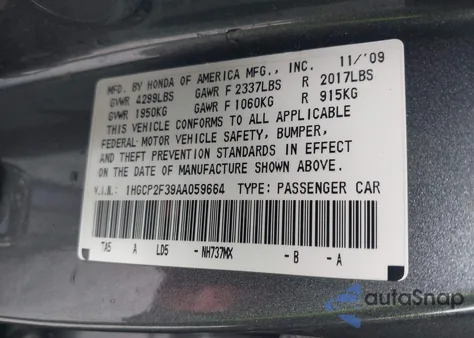 MFD. BY HONDA OF AMERICA MFG., INC. 11/'09
GVWR 4299LBS GAWR F 2337LBS R 2017LBS
GVWR 1950KG GAWR F 1060KG R 915KG
THIS VEHICLE CONFORMS TO ALL APPLICABLE
FEDERAL MOTOR VEHICLE SAFETY, BUMPER,
AND THEFT PREVENTION STANDARDS IN EFFECT
ON THE DATE OF MANUFACTURE SHOWN ABOVE.
V.I.N.: 1HGCP2F39AA059664 TYPE: PASSENGER CAR
TA5 A LD5 -NH737MX -B -A
autoSnap